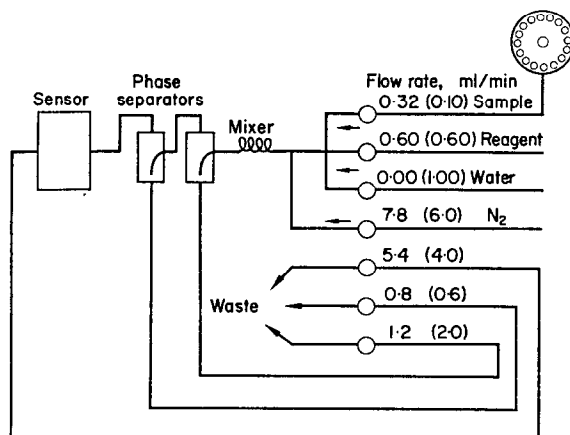 Sensor
Phase
separators
Mixer
Flow rate, ml/min
0·32 (0·10) Sample
0·60 (0·60) Reagent
0·00 (1·00) Water
7·8 (6·0) N₂
5·4 (4·0)
Waste
0·8 (0·6)
1·2 (2·0)